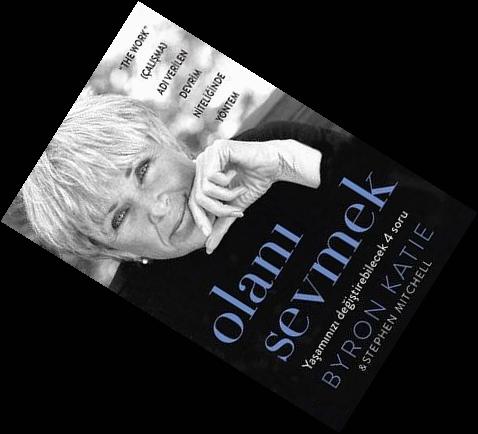 "THE WORK"
(ÇALIŞMA)
ADI VERİLEN
DEVRİM
NİTELİĞİNDE
YÖNTEM
olanı
sevmek
Yaşamınızı değiştirebilecek 4 soru
BYRON KATIE
& STEPHEN MITCHELL